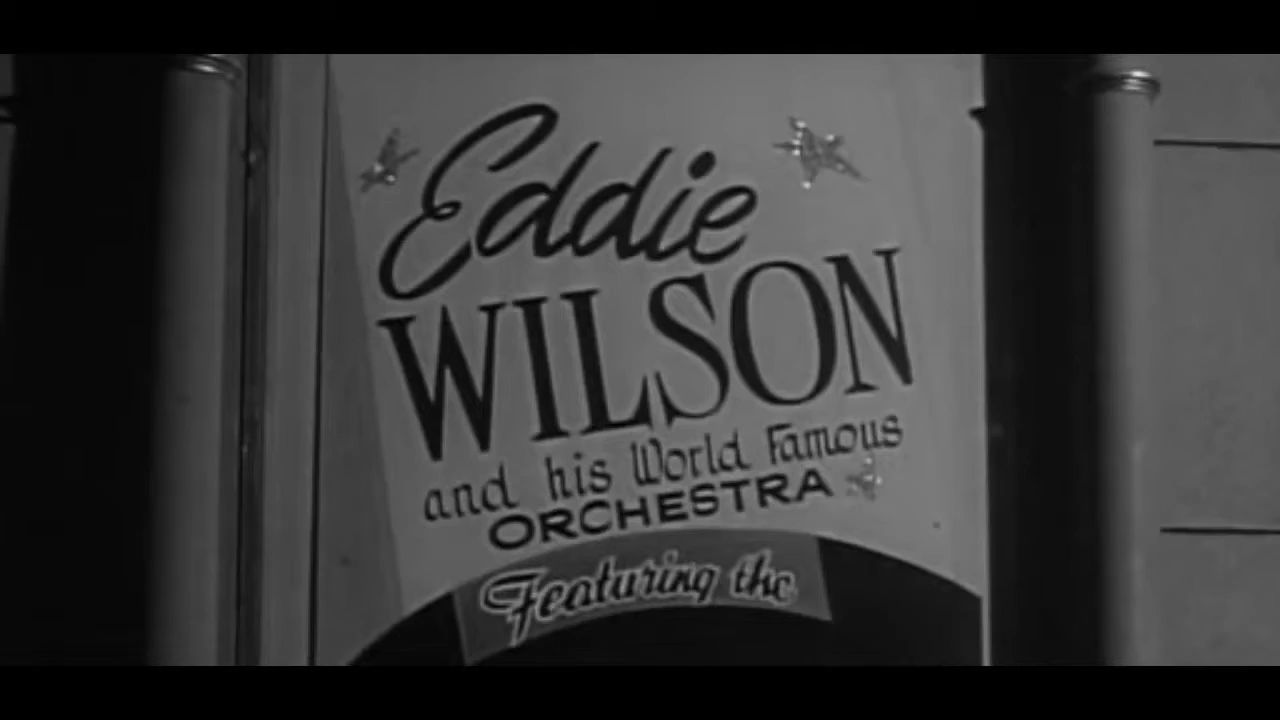 Eddie
WILSON
and his World Famous
ORCHESTRA
Featuring the